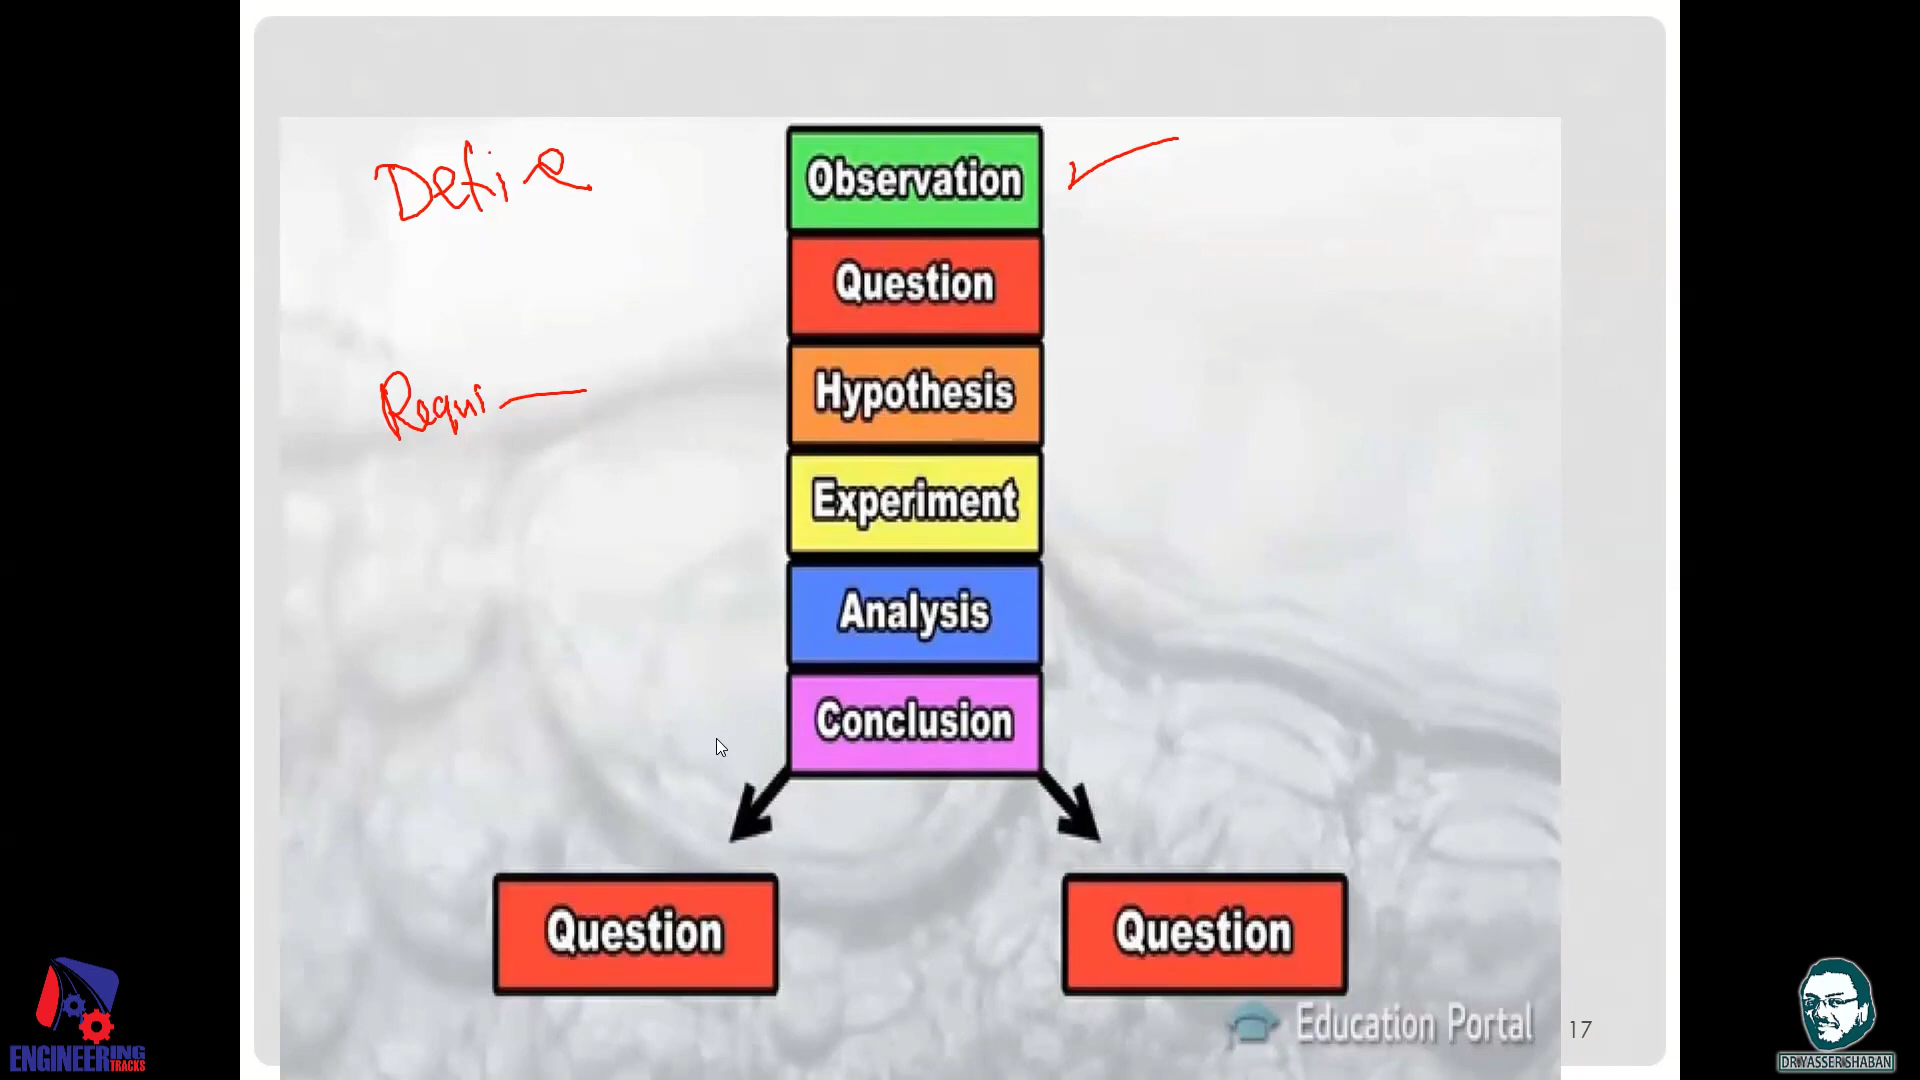 Define
Observation
Question
Requi
Hypothesis
Experiment
Analysis
Conclusion
Question
Question
Education Portal
17
ENGINEERING
TRACKS
DR.YASSER SHABAN